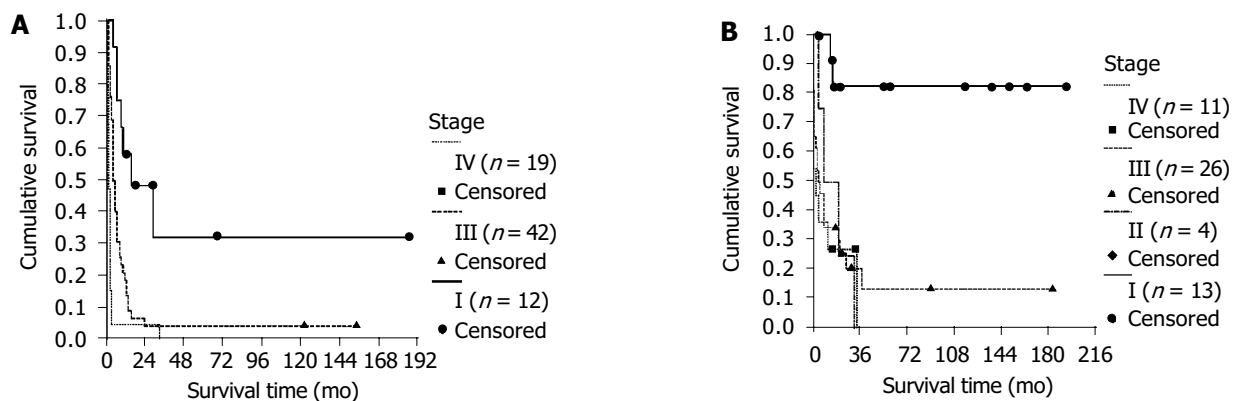 A
1.0
0.9
0.8
0.7
0.6
0.5
0.4
0.3
0.2
0.1
0.0
Cumulative survival
0 24 48 72 96 120 144 168 192
Survival time (mo)
Stage
IV (n = 19)
Censored
III (n = 42)
Censored
I (n = 12)
Censored
B
1.0
0.9
0.8
0.7
0.6
0.5
0.4
0.3
0.2
0.1
0.0
Cumulative survival
0 36 72 108 144 180 216
Survival time (mo)
Stage
IV (n = 11)
Censored
III (n = 26)
Censored
II (n = 4)
Censored
I (n = 13)
Censored